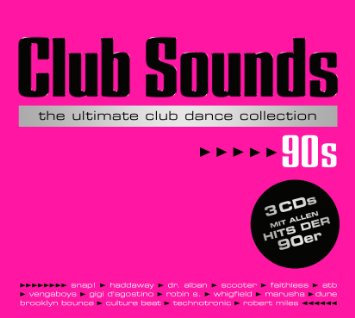 Club Sounds
the ultimate club dance collection
90s
3 CDs
MIT ALLEN
HITS DER
90er
snap! haddaway dr. alban scooter faithless atb
vengaboys gigi d'agostino robin s. whigfield marusha dune
brooklyn bounce culture beat technotronic robert miles